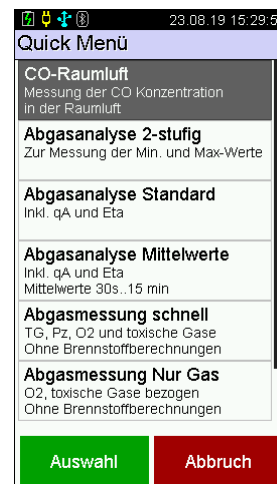 23.08.19 15:29:5
Quick Menü
CO-Raumluft
Messung der CO Konzentration
in der Raumluft
Abgasanalyse 2-stufig
Zur Messung der Min. und Max-Werte
Abgasanalyse Standard
Inkl. qA und Eta
Abgasanalyse Mittelwerte
Inkl. qA und Eta
Mittelwerte 30s..15 min
Abgasmessung schnell
TG, Pz, O2 und toxische Gase
Ohne Brennstoffberechnungen
Abgasmessung Nur Gas
O2, toxische Gase bezogen
Ohne Brennstoffberechnungen
Auswahl Abbruch